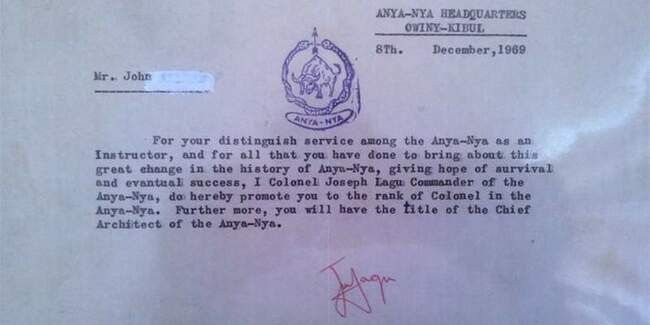 ANYA-NYA HEADQUARTERS
OWINY-KIBUL
8Th. December,1969
Mr. John
ANYA-NYA
For your distinguish service among the Anya-Nya as an
Instructor, and for all that you have done to bring about this
great change in the history of Anya-Nya, giving hope of survival
and evantual success, I Colonel Joseph Lagu Commander of the
Anya-Nya, do hereby promote you to the rank of Colonel in the
Anya-Nya. Further more, you will have the title of the Chief
Architect of the Anya-Nya.